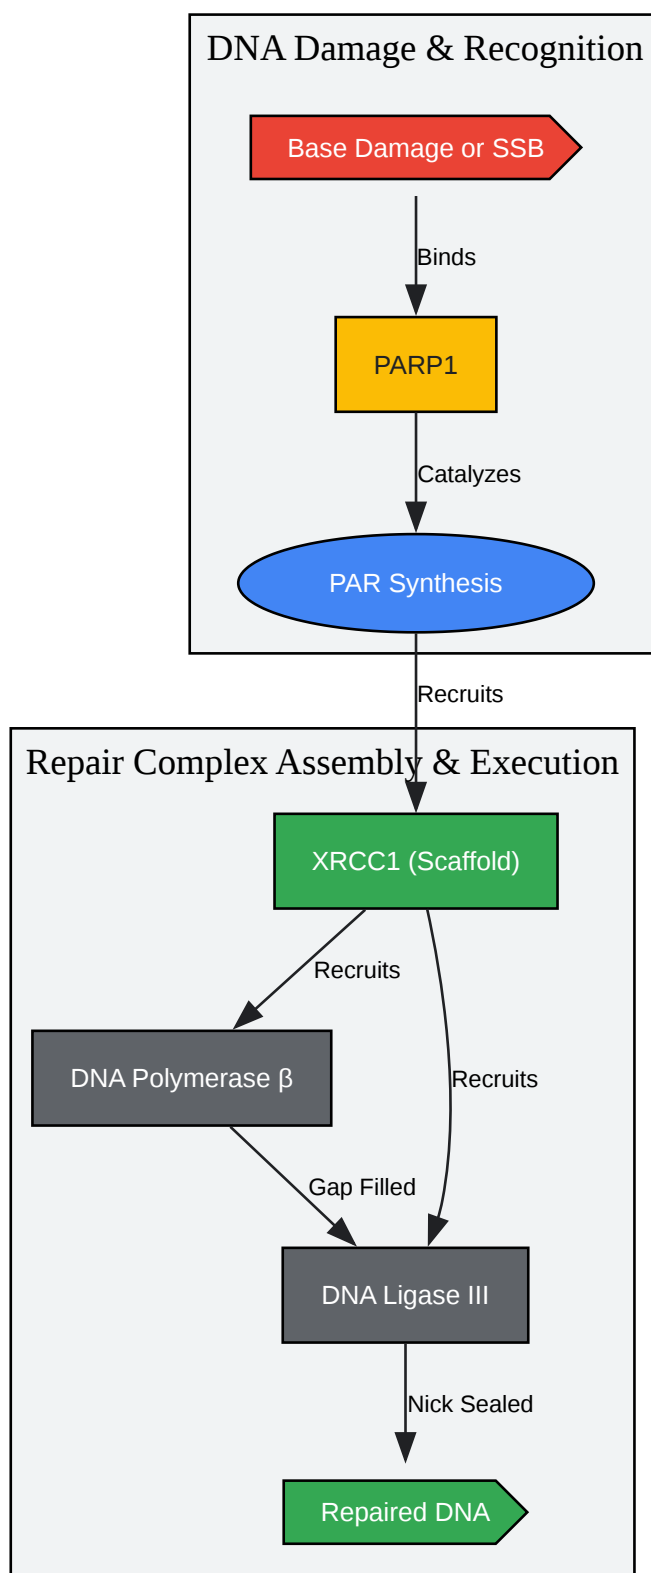 DNA Damage & Recognition
Base Damage or SSB
Binds
PARP1
Catalyzes
PAR Synthesis
Recruits
Repair Complex Assembly & Execution
XRCC1 (Scaffold)
Recruits
DNA Polymerase β
Recruits
Gap Filled
DNA Ligase III
Nick Sealed
Repaired DNA